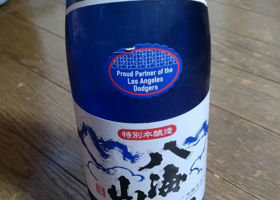 Proud Partner of the
Los Angeles
Dodgers
特別本醸造
八海山